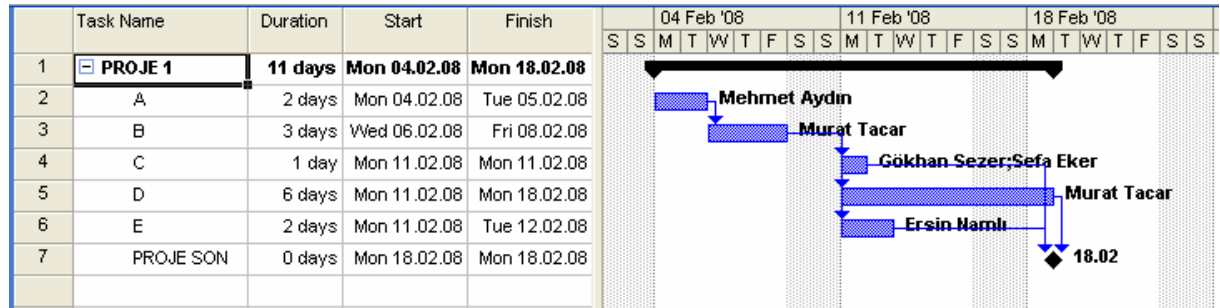 Task Name Duration Start Finish 04 Feb '08 11 Feb '08 18 Feb '08
S S M T W T F S S M T W T F S S M T W T F S S
1 PROJE 1 11 days Mon 04.02.08 Mon 18.02.08
2 A 2 days Mon 04.02.08 Tue 05.02.08 Mehmet Aydın
3 B 3 days Wed 06.02.08 Fri 08.02.08 Murat Tacar
4 C 1 day Mon 11.02.08 Mon 11.02.08 Gökhan Sezer;Sefa Eker
5 D 6 days Mon 11.02.08 Mon 18.02.08 Murat Tacar
6 E 2 days Mon 11.02.08 Tue 12.02.08 Ersin Namlı
7 PROJE SON 0 days Mon 18.02.08 Mon 18.02.08 18.02